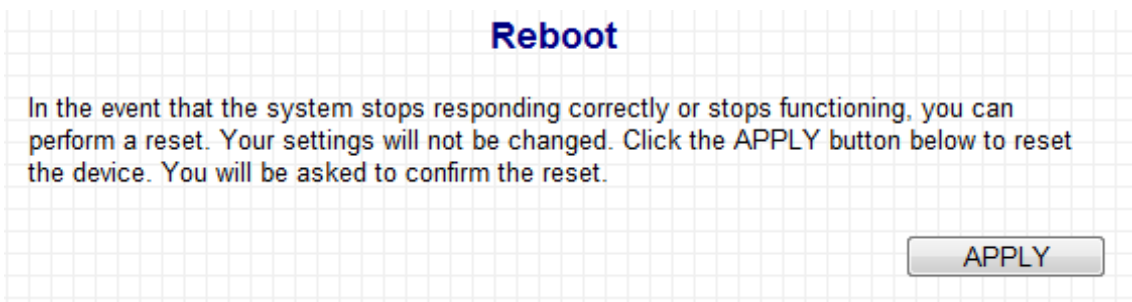 Reboot
In the event that the system stops responding correctly or stops functioning, you can
perform a reset. Your settings will not be changed. Click the APPLY button below to reset
the device. You will be asked to confirm the reset.
APPLY